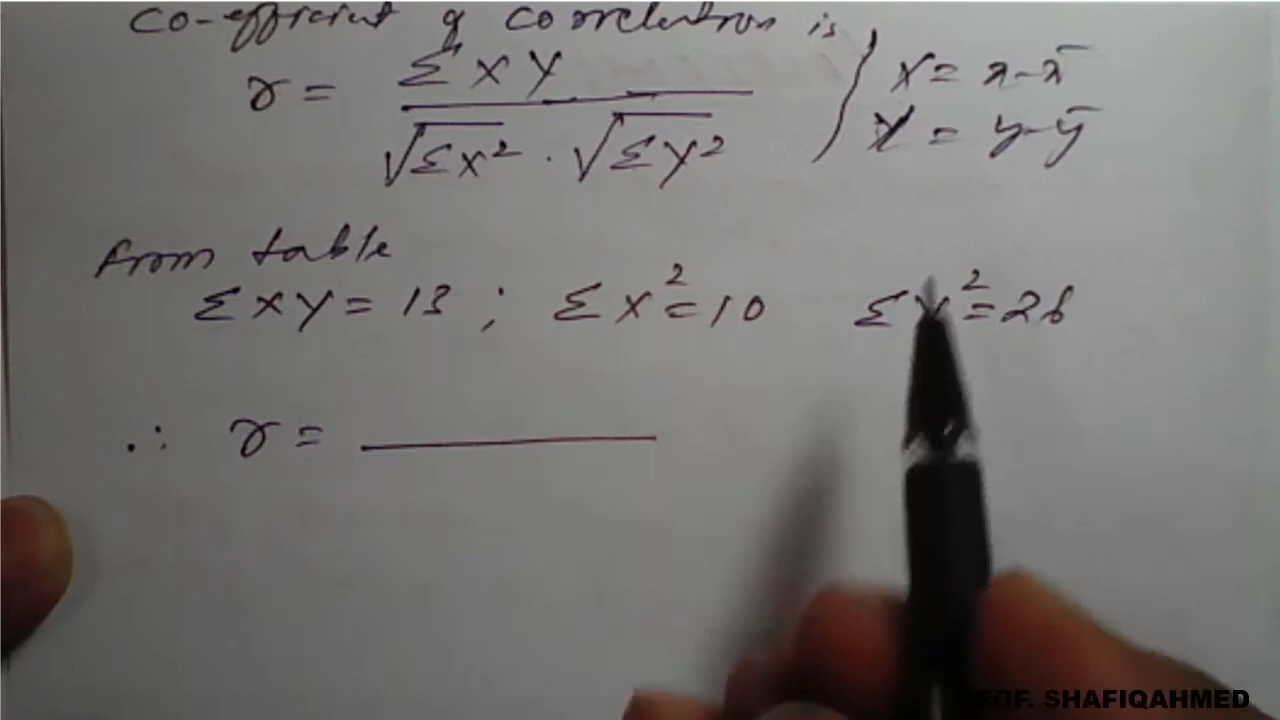 Co-efficient of Correlation is
r = ΣXY / √ΣX² · √ΣY² } X = x - x̄
Y = y - ȳ
From table
ΣXY = 13 ; ΣX² = 10 ΣY² = 26
∴ r =
PROF. SHAFIQAHMED